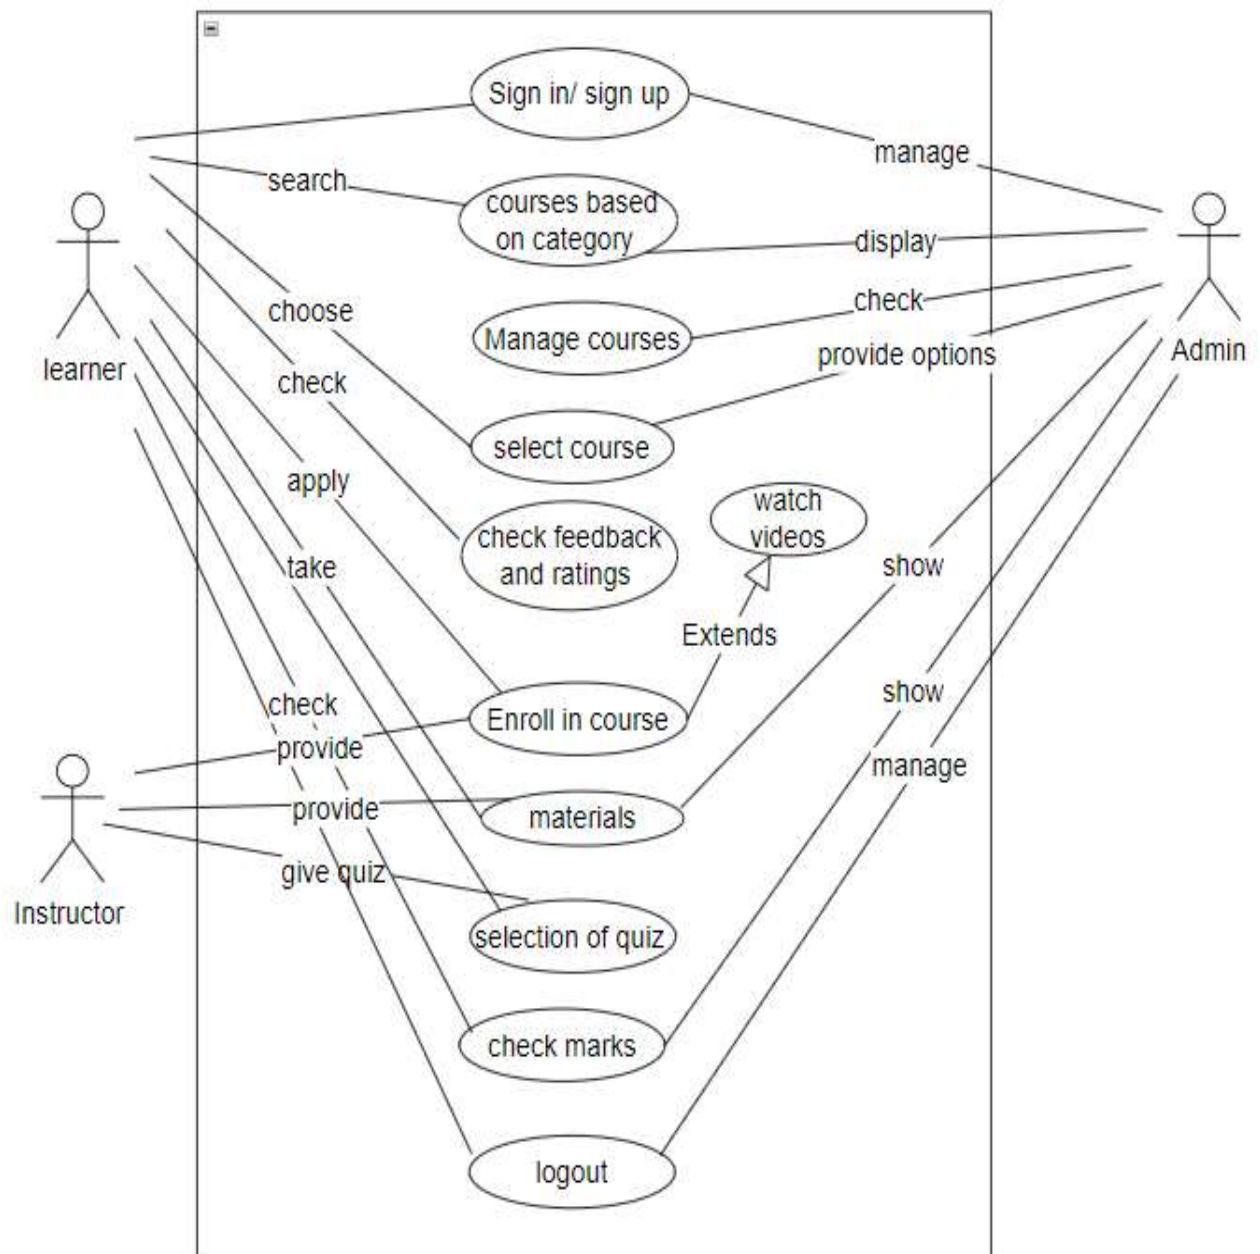 Sign in/ sign up
manage
search
courses based
on category
display
choose
check
Manage courses
check
provide options
learner
Admin
select course
apply
watch
videos
check feedback
and ratings
take
show
Extends
show
check
Enroll in course
provide
manage
provide
materials
give quiz
Instructor
selection of quiz
check marks
logout